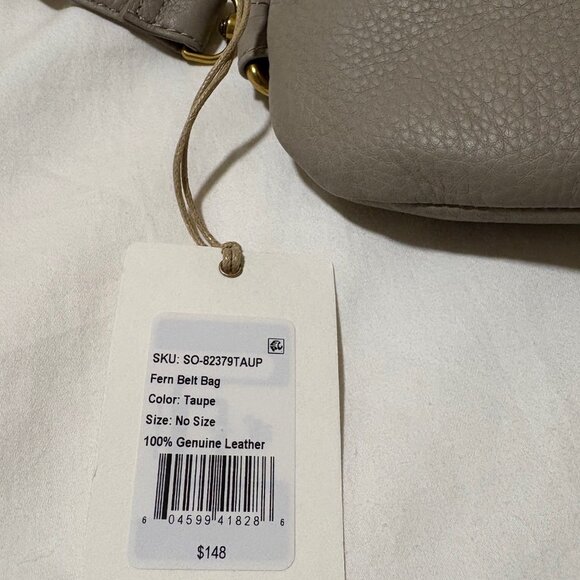 SKU: SO-82379TAUP
Fern Belt Bag
Color: Taupe
Size: No Size
100% Genuine Leather
6 04599 41828 6
$148